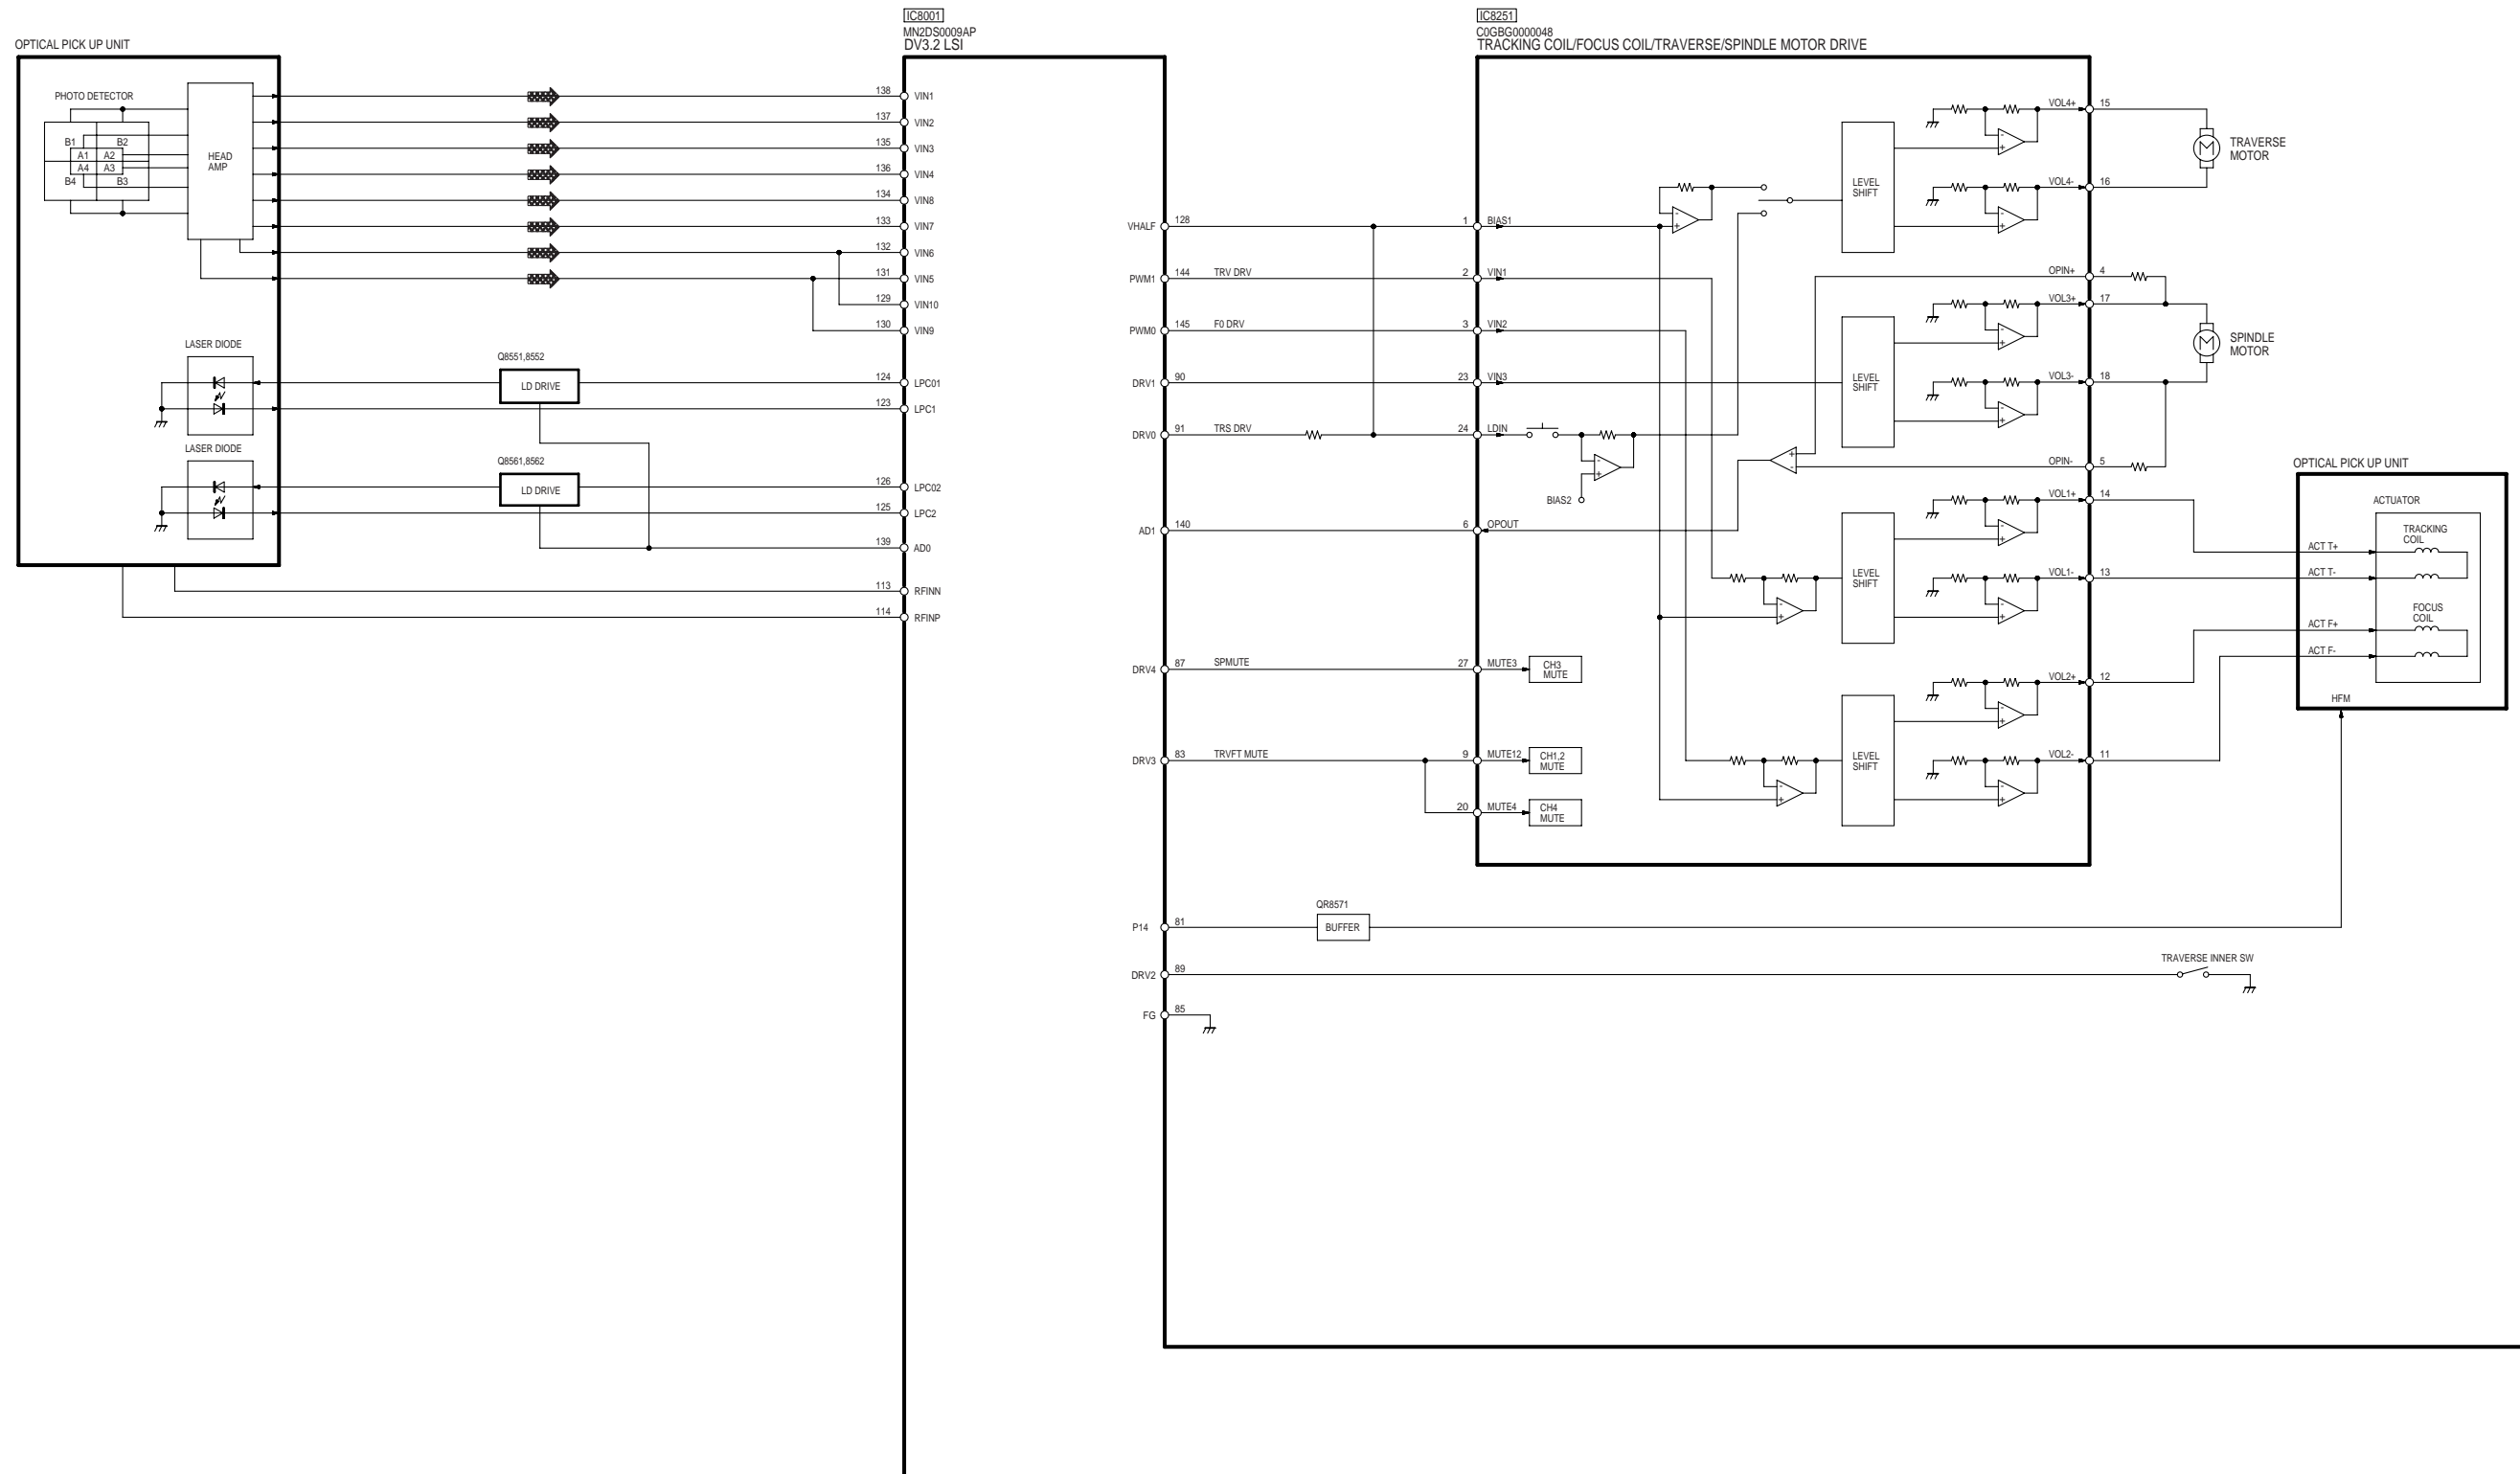 OPTICAL PICK UP UNIT
PHOTO DETECTOR
B1 B2
A1 A2
A4 A3
B4 B3
HEAD
AMP
LASER DIODE
LASER DIODE
Q8551,8552
LD DRIVE
Q8561,8562
LD DRIVE
IC8001
MN2DS0009AP
DV3.2 LSI
138 VIN1
137 VIN2
135 VIN3
136 VIN4
134 VIN8
133 VIN7
132 VIN6
131 VIN5
129 VIN10
130 VIN9
124 LPC01
123 LPC1
126 LPC02
125 LPC2
139 AD0
113 RFINN
114 RFINP
VHALF 128
PWM1 144 TRV DRV
PWM0 145 F0 DRV
DRV1 90
DRV0 91 TRS DRV
AD1 140
DRV4 87 SPMUTE
DRV3 83 TRVFT MUTE
P14 81
DRV2 89
FG 85
QR8571
BUFFER
IC8251
C0GBG0000048
TRACKING COIL/FOCUS COIL/TRAVERSE/SPINDLE MOTOR DRIVE
1 BIAS1
2 VIN1
3 VIN2
23 VIN3
24 LDIN
BIAS2
6 OPOUT
27 MUTE3
CH3
MUTE
9 MUTE12
CH1,2
MUTE
20 MUTE4
CH4
MUTE
LEVEL
SHIFT
LEVEL
SHIFT
LEVEL
SHIFT
LEVEL
SHIFT
VOL4+ 15
VOL4- 16
OPIN+ 4
VOL3+ 17
VOL3- 18
OPIN- 5
VOL1+ 14
VOL1- 13
VOL2+ 12
VOL2- 11
M
TRAVERSE
MOTOR
M
SPINDLE
MOTOR
OPTICAL PICK UP UNIT
ACTUATOR
TRACKING
COIL
ACT T+
ACT T-
FOCUS
COIL
ACT F+
ACT F-
HFM
TRAVERSE INNER SW